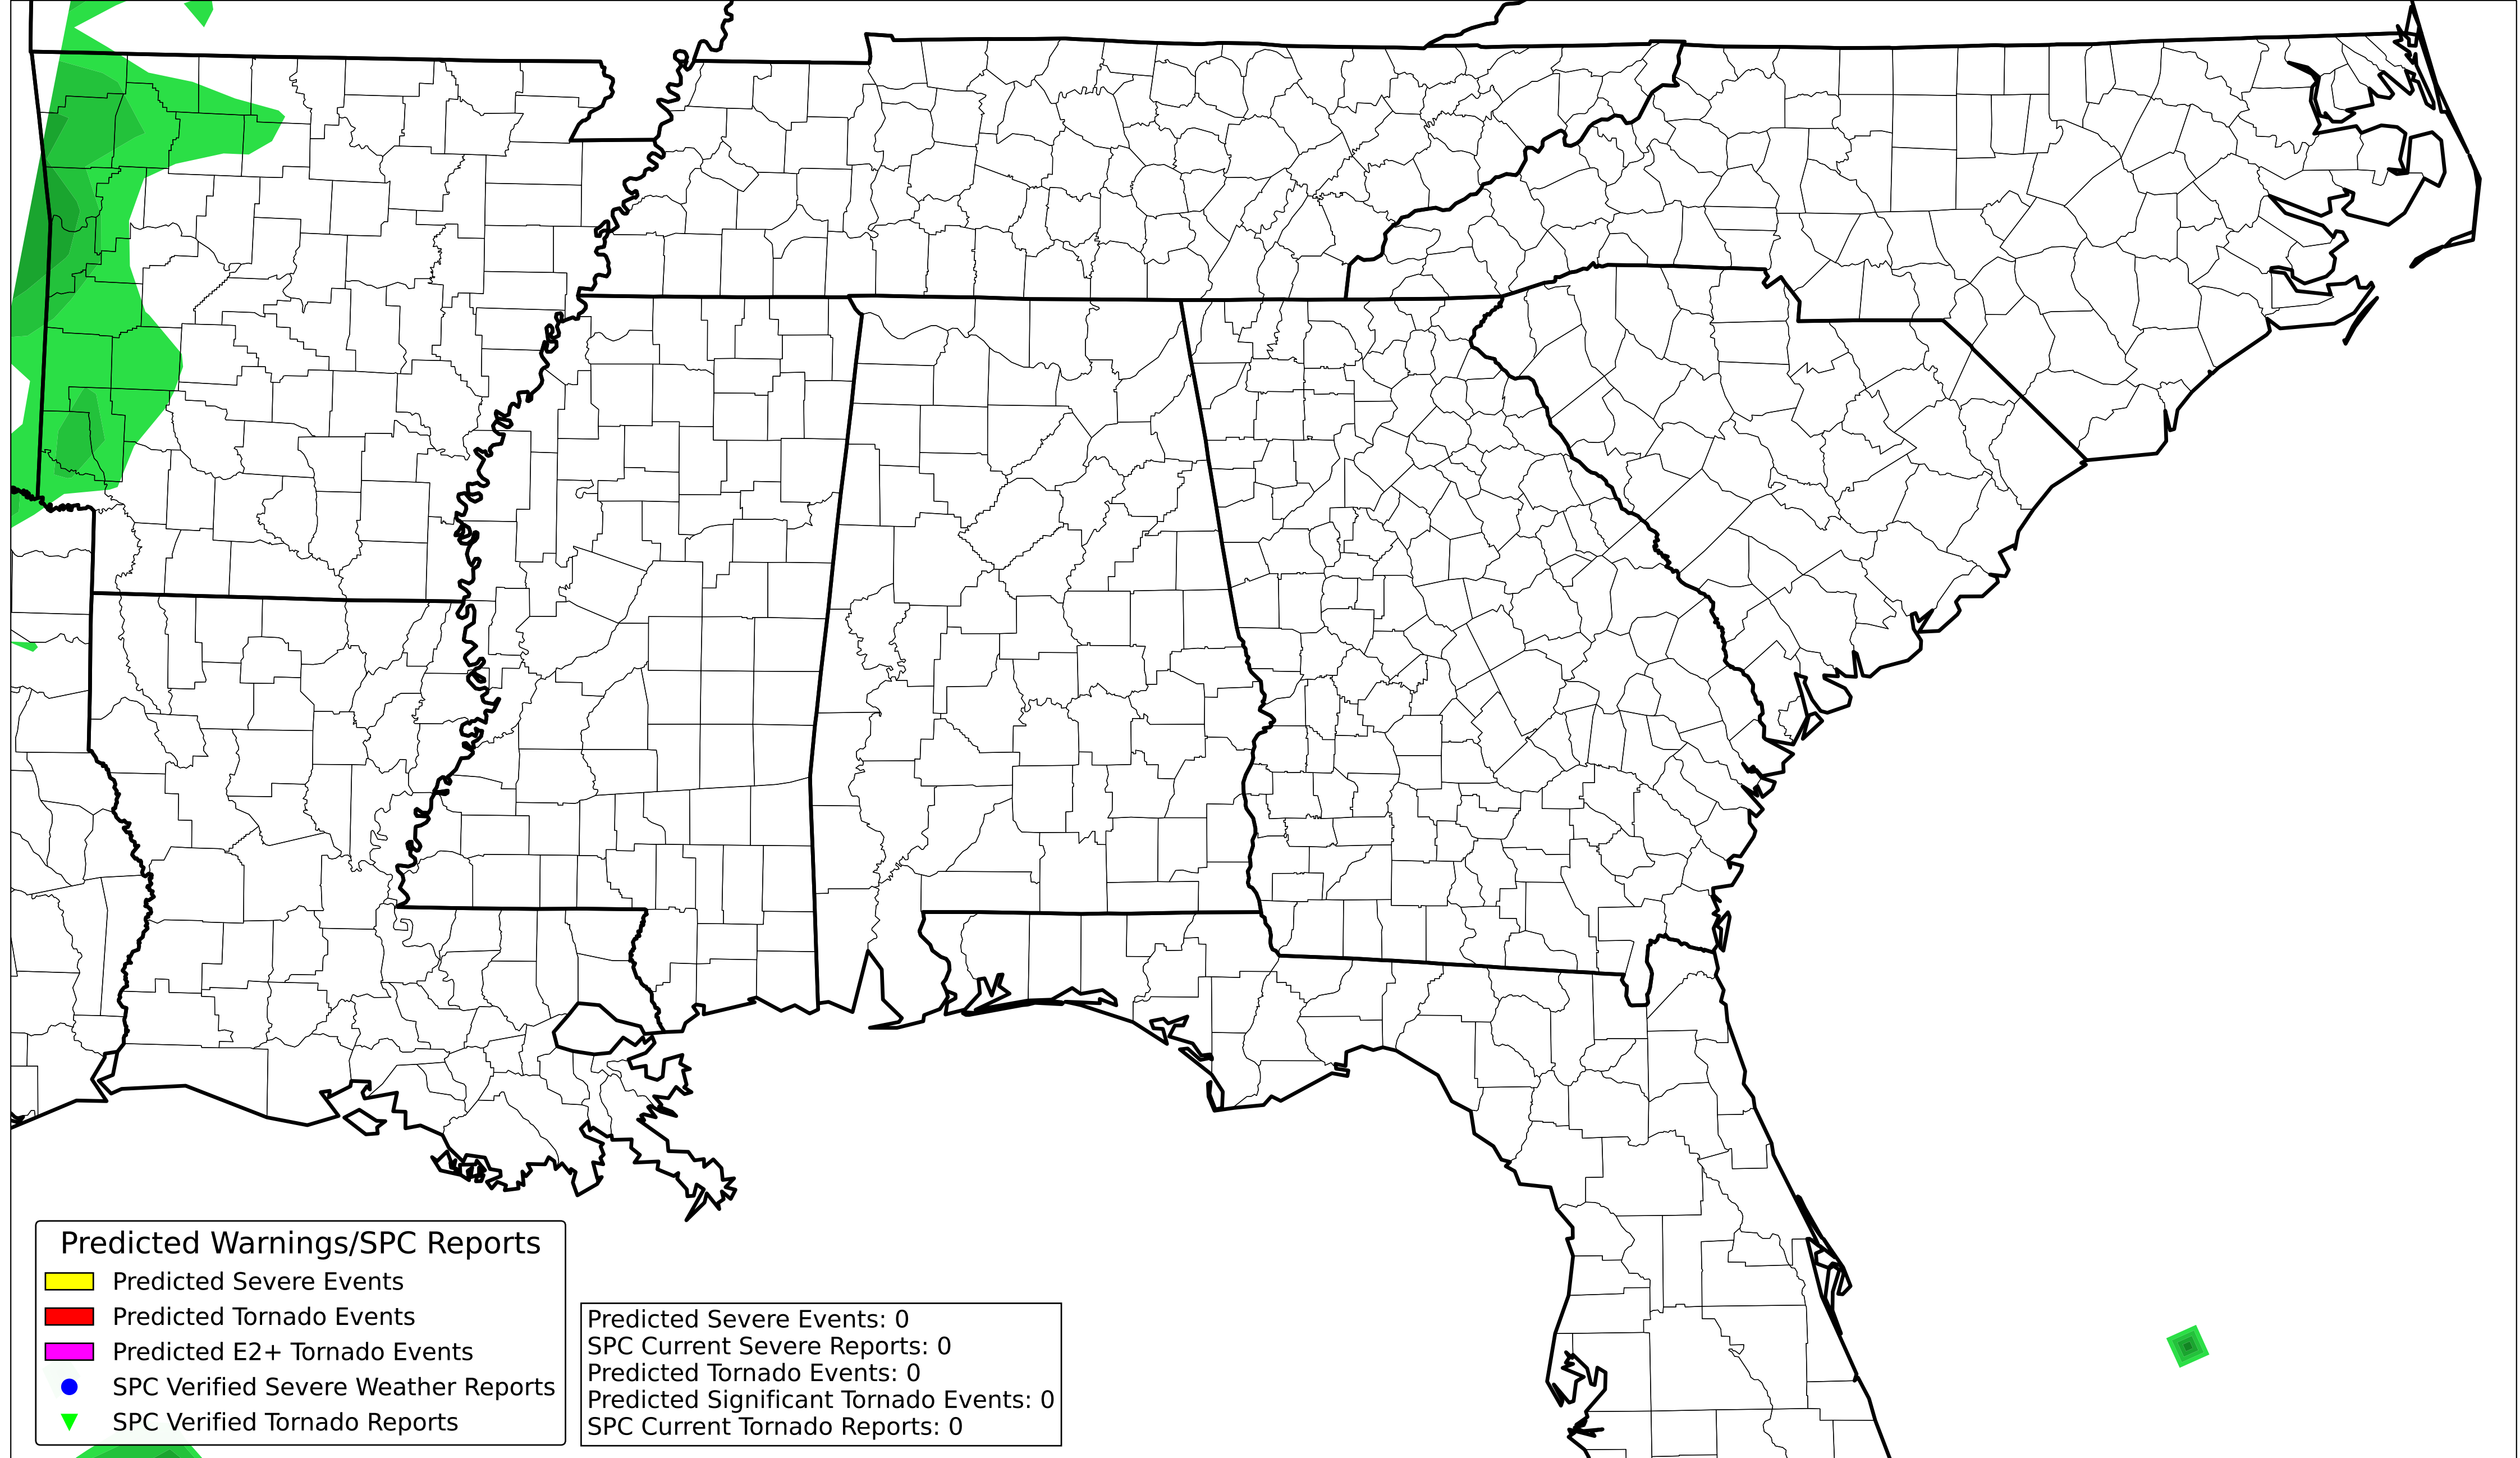 Predicted Warnings/SPC Reports
Predicted Severe Events
Predicted Tornado Events
Predicted E2+ Tornado Events
SPC Verified Severe Weather Reports
SPC Verified Tornado Reports
Predicted Severe Events: 0
SPC Current Severe Reports: 0
Predicted Tornado Events: 0
Predicted Significant Tornado Events: 0
SPC Current Tornado Reports: 0